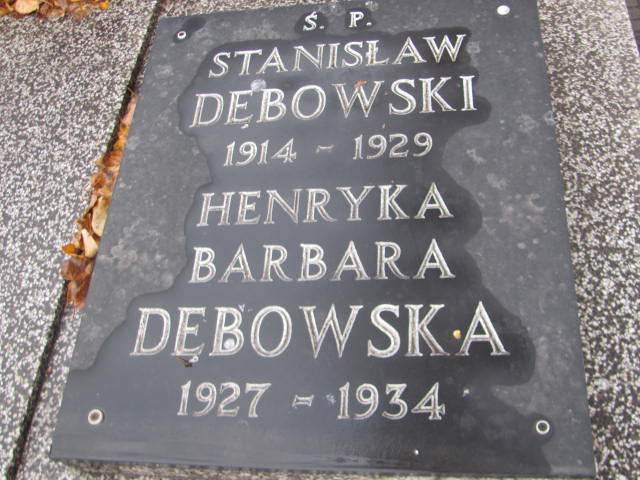 Ś. P.
STANISŁAW
DĘBOWSKI
1914 - 1929
HENRYKA
BARBARA
DĘBOWSKA
1927 - 1934